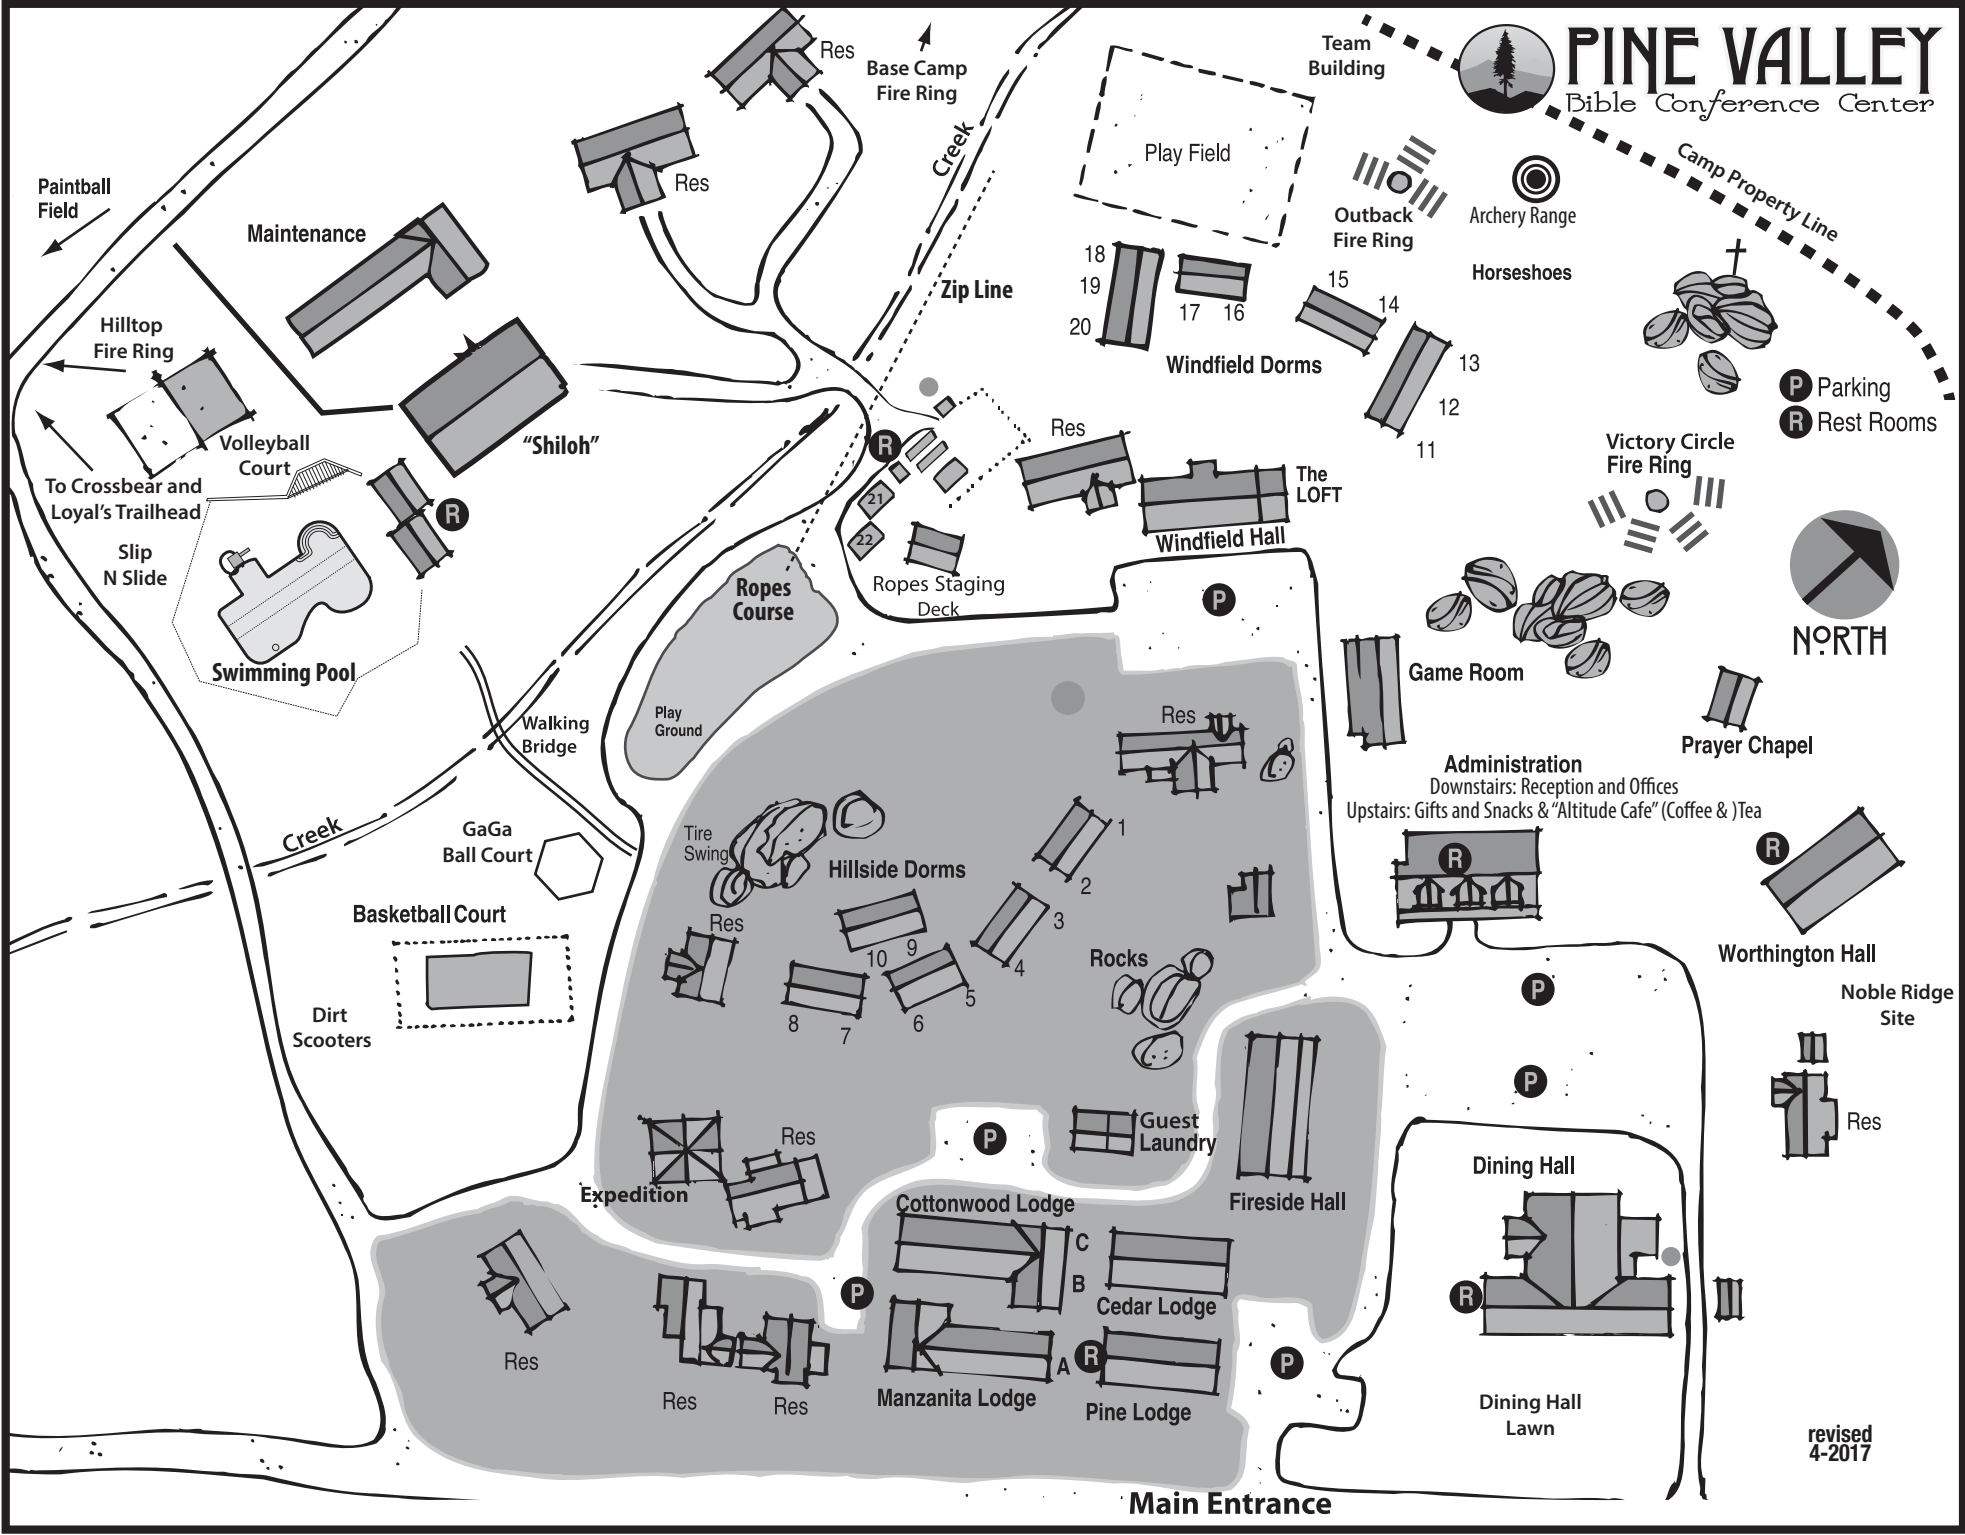 PINE VALLEY
Bible Conference Center
Team
Building
Res
Base Camp
Fire Ring
Creek
Play Field
Camp Property Line
Paintball
Field
Res
Outback
Fire Ring
Archery Range
Maintenance
Horseshoes
Zip Line
18
19
20
17
16
15
14
13
12
11
Windfield Dorms
Hilltop
Fire Ring
P Parking
R Rest Rooms
Volleyball
Court
"Shiloh"
R
Res
The
LOFT
Windfield Hall
Victory Circle
Fire Ring
To Crossbear and
Loyal's Trailhead
R
21
22
Slip
N Slide
Ropes
Course
Ropes Staging
Deck
P
NORTH
Swimming Pool
Game Room
Play
Ground
Walking
Bridge
Res
Prayer Chapel
Administration
Downstairs: Reception and Offices
Upstairs: Gifts and Snacks & "Altitude Cafe" (Coffee & )Tea
Creek
GaGa
Ball Court
Tire
Swing
Hillside Dorms
1
2
3
4
5
6
7
8
9
10
R
R
Basketball Court
Res
Rocks
Worthington Hall
P
Noble Ridge
Site
Dirt
Scooters
P
Res
Guest
Laundry
P
Res
Expedition
Cottonwood Lodge
Fireside Hall
Dining Hall
C
B
P
Cedar Lodge
R
Res
A
R
P
Res
Res
Manzanita Lodge
Pine Lodge
Dining Hall
Lawn
revised
4-2017
Main Entrance